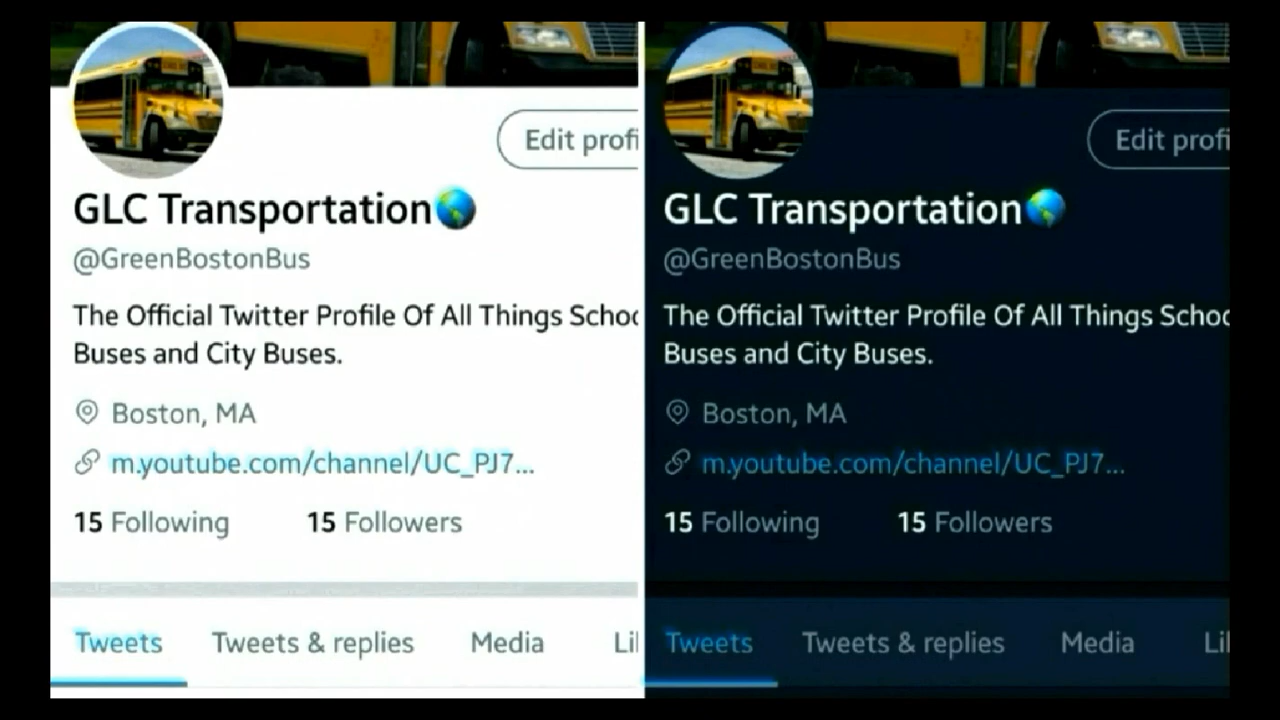 Edit profi
GLC Transportation🌎
@GreenBostonBus
The Official Twitter Profile Of All Things Schoo
Buses and City Buses.
Boston, MA
m.youtube.com/channel/UC_PJ7...
15 Following 15 Followers
Tweets Tweets & replies Media Li
Edit profi
GLC Transportation🌎
@GreenBostonBus
The Official Twitter Profile Of All Things Schoo
Buses and City Buses.
Boston, MA
m.youtube.com/channel/UC_PJ7...
15 Following 15 Followers
Tweets Tweets & replies Media Li